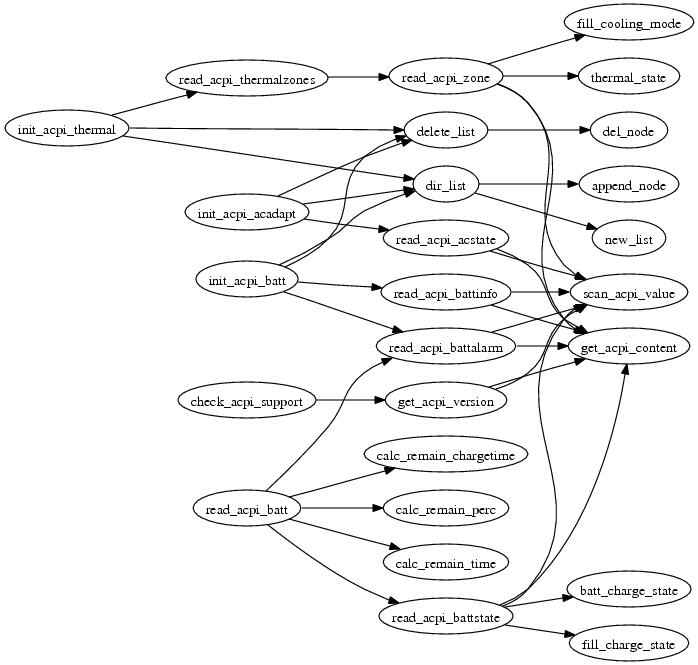 fill_cooling_mode
read_acpi_thermalzones
read_acpi_zone
thermal_state
init_acpi_thermal
delete_list
del_node
dir_list
append_node
init_acpi_acadapt
read_acpi_acstate
new_list
init_acpi_batt
read_acpi_battinfo
scan_acpi_value
read_acpi_battalarm
get_acpi_content
check_acpi_support
get_acpi_version
calc_remain_chargetime
read_acpi_batt
calc_remain_perc
calc_remain_time
batt_charge_state
read_acpi_battstate
fill_charge_state